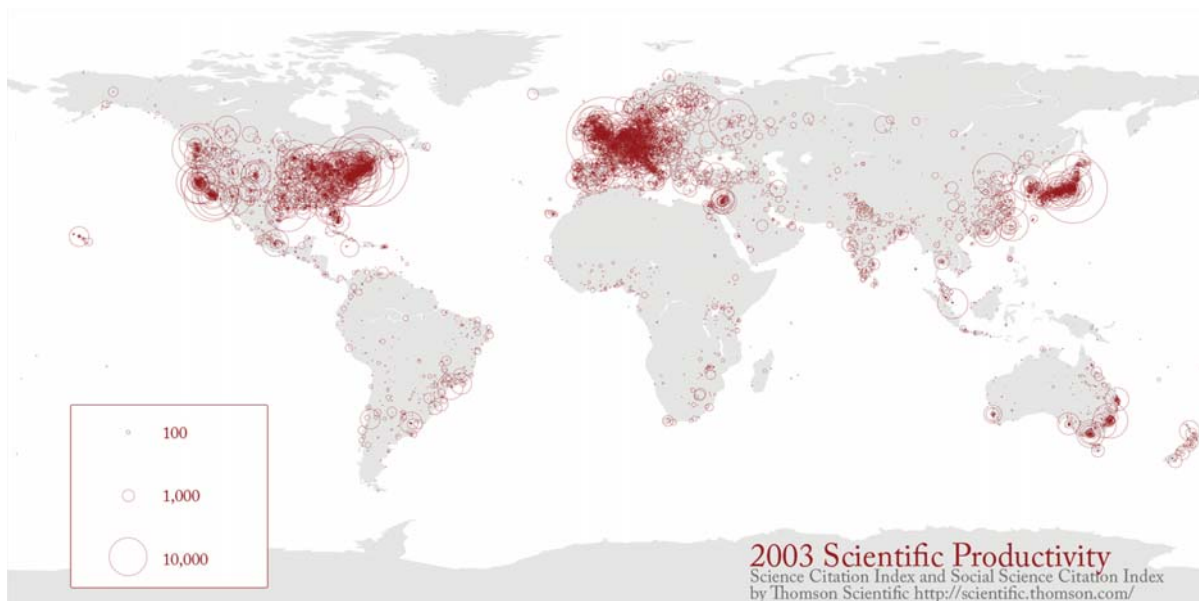 100
1,000
10,000
2003 Scientific Productivity
Science Citation Index and Social Science Citation Index
by Thomson Scientific http://scientific.thomson.com/